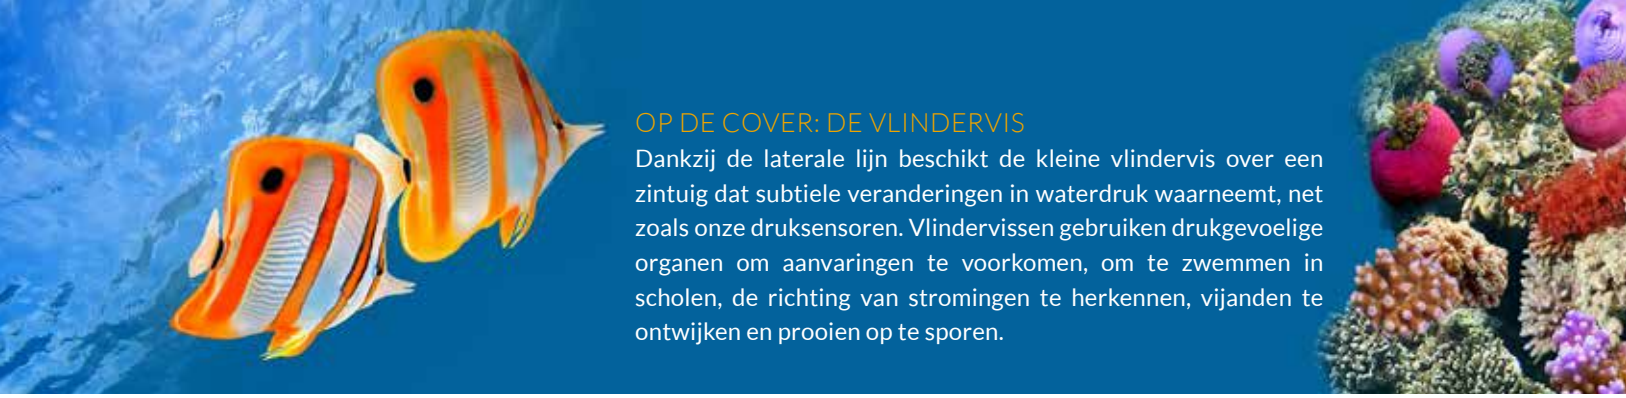 OP DE COVER: DE VLINDERVIS
Dankzij de laterale lijn beschikt de kleine vlindervis over een
zintuig dat subtiele veranderingen in waterdruk waarneemt, net
zoals onze druksensoren. Vlindervissen gebruiken drukgevoelige
organen om aanvaringen te voorkomen, om te zwemmen in
scholen, de richting van stromingen te herkennen, vijanden te
ontwijken en prooien op te sporen.